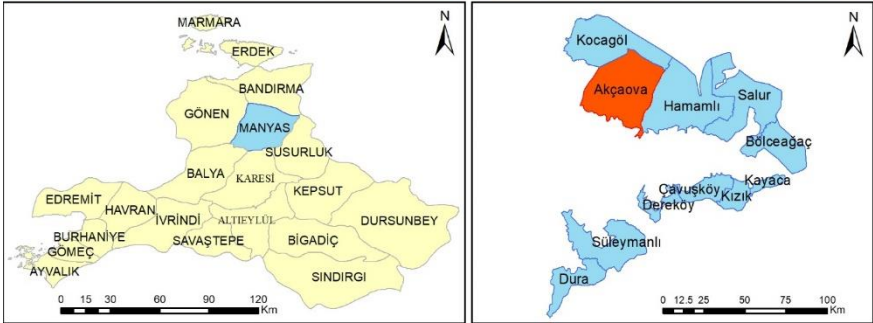 MARMARA
N
ERDEK
BANDIRMA
GÖNEN
MANYAS
SUSURLUK
BALYA
KARESİ
KEPSUT
EDREMİT
HAVRAN
İVRİNDİ
ALTIEYLÜL
DURSUNBEY
BURHANİYE
SAVAŞTEPE
BİGADİÇ
GÖMEÇ
AYVALIK
SINDIRGI
0 15 30 60 90 120
Km
N
Kocagöl
Akçaova
Hamamlı
Salur
Bölceağaç
Kayaca
Çavuşköy
Kızık
Dereköy
Süleymanlı
Dura
0 12.5 25 50 75 100
Km